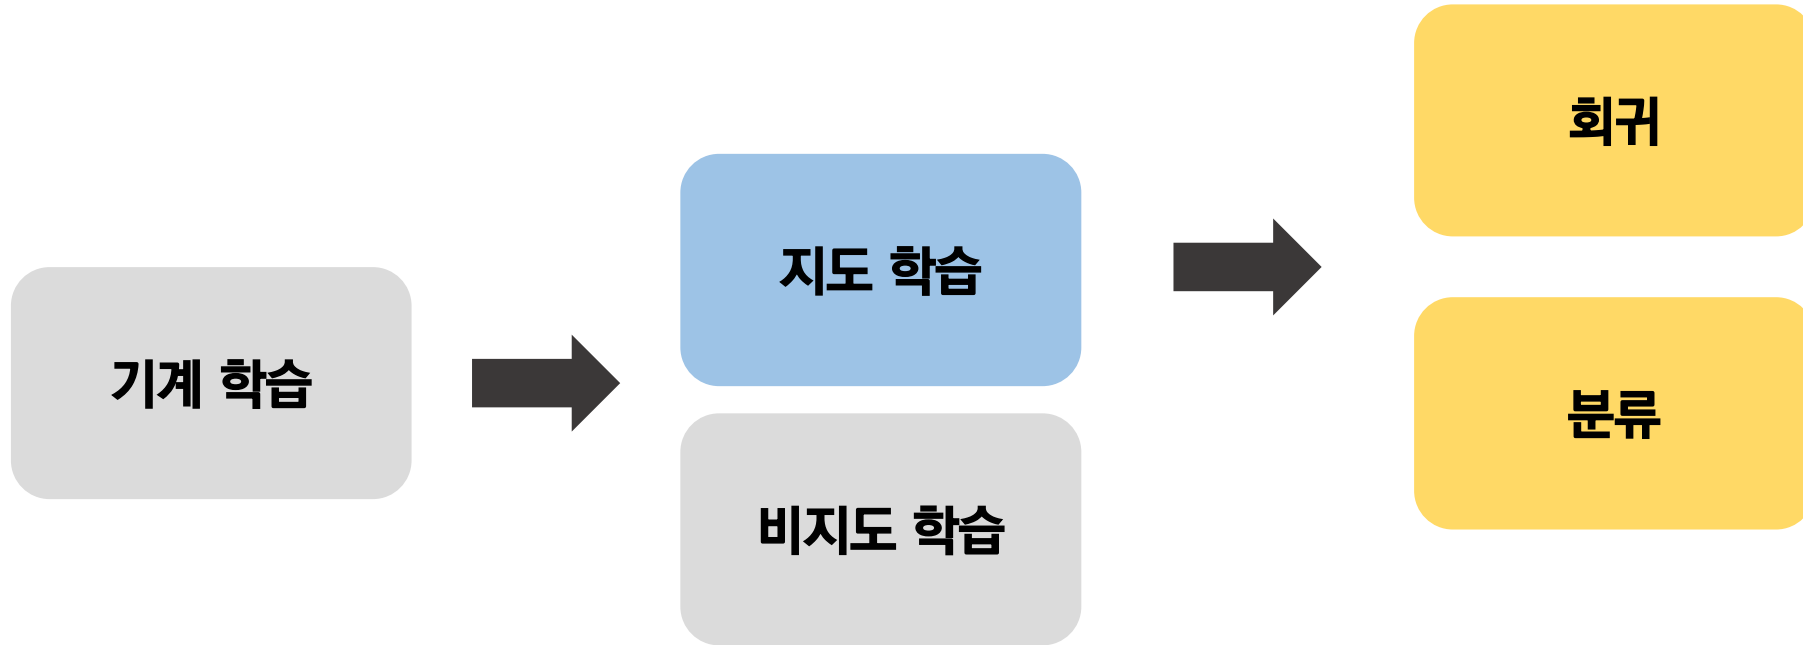 기계 학습
지도 학습
비지도 학습
회귀
분류